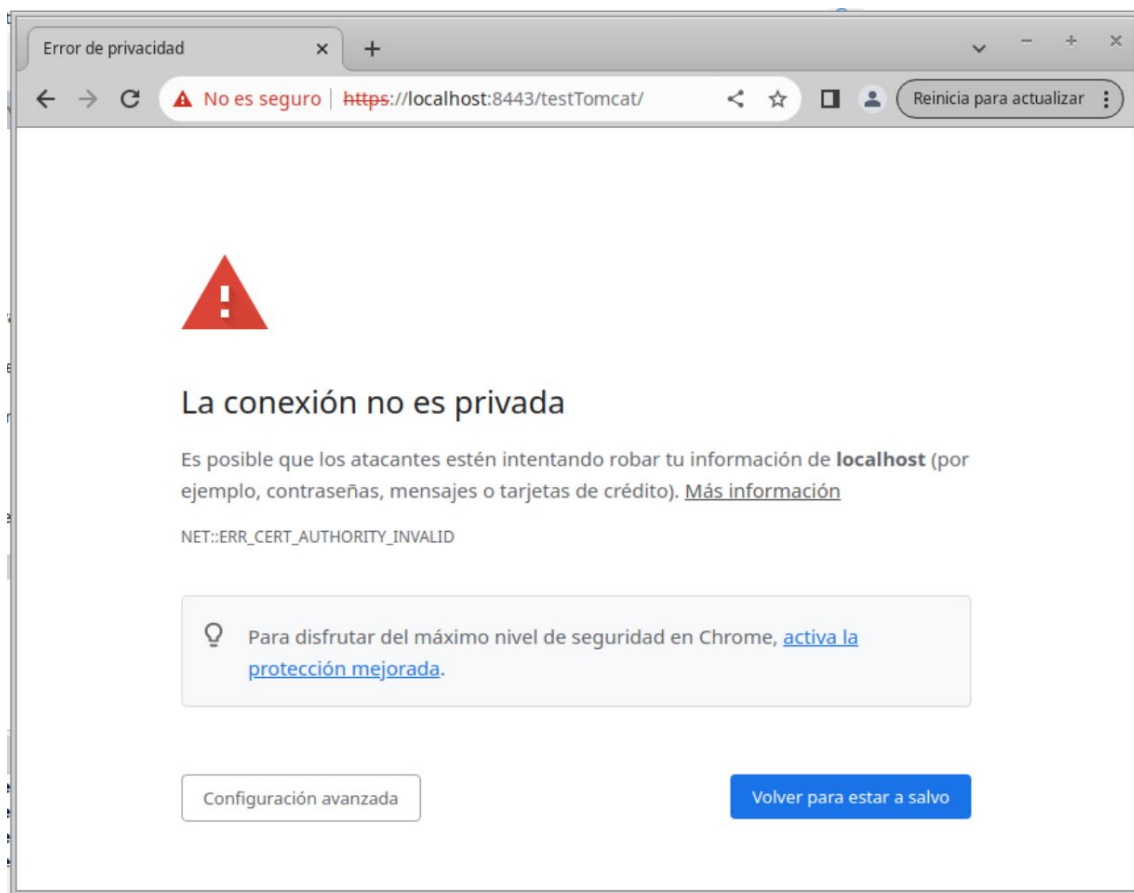 Error de privacidad
No es seguro https://localhost:8443/testTomcat/ Reinicia para actualizar
La conexión no es privada
Es posible que los atacantes estén intentando robar tu información de localhost (por
ejemplo, contraseñas, mensajes o tarjetas de crédito). Más información
NET::ERR_CERT_AUTHORITY_INVALID
Para disfrutar del máximo nivel de seguridad en Chrome, activa la
protección mejorada.
Configuración avanzada Volver para estar a salvo